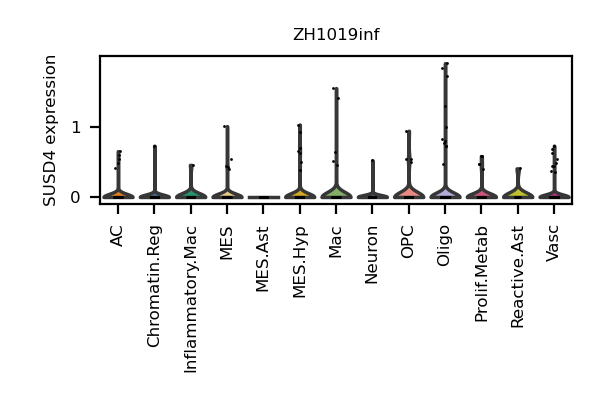 ZH1019inf
SUSD4 expression
1
0
AC
Chromatin.Reg
Inflammatory.Mac
MES
MES.Ast
MES.Hyp
Mac
Neuron
OPC
Oligo
Prolif.Metab
Reactive.Ast
Vasc